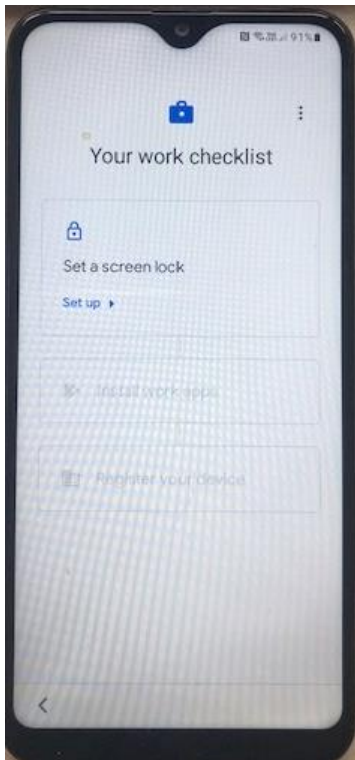 91%
Your work checklist
Set a screen lock
Set up
Install work apps
Register your device